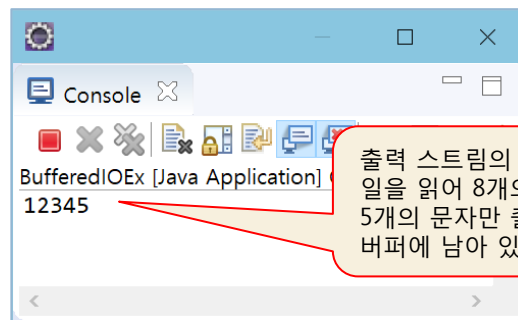 Console
BufferedIOEx [Java Application]
12345
출력 스트림의
일을 읽어 8개의
5개의 문자만
버퍼에 남아 있